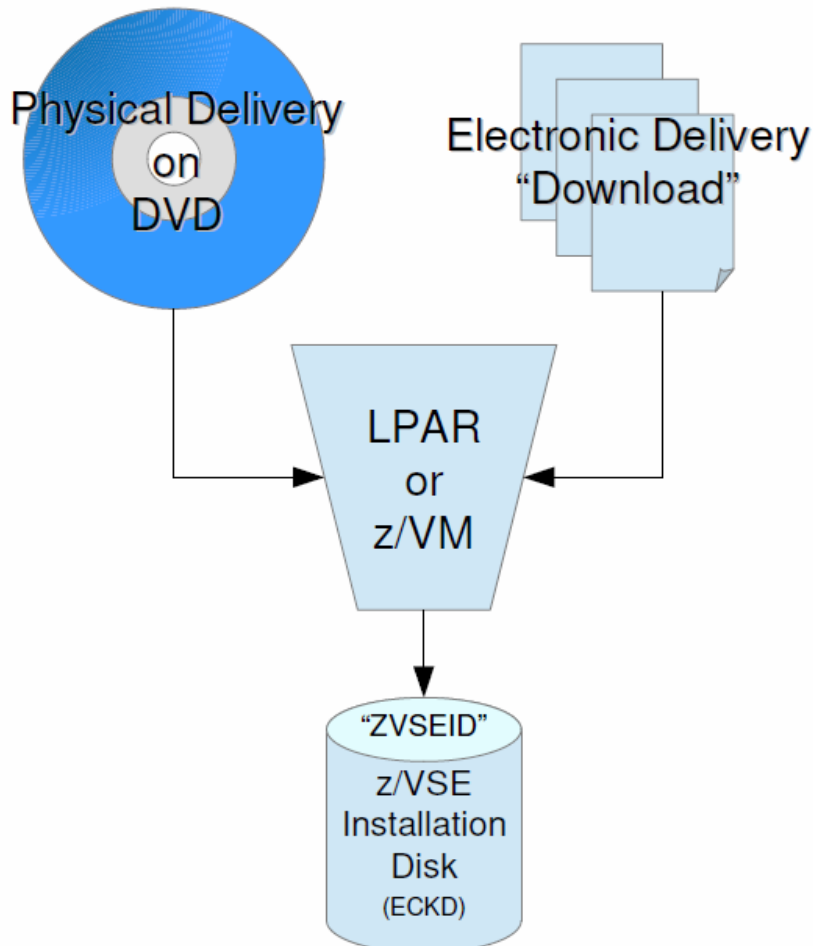 Physical Delivery
on
DVD
Electronic Delivery
“Download”
LPAR
or
z/VM
“ZVSEID”
z/VSE
Installation
Disk
(ECKD)